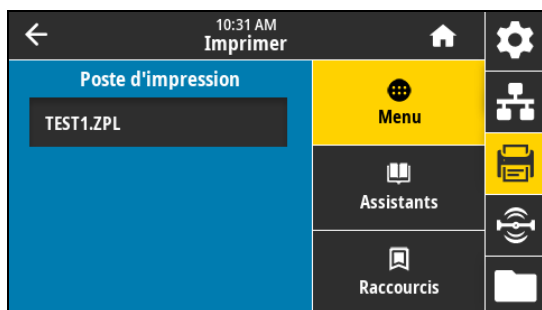 10:31 AM
Imprimer
Poste d'impression
TEST1.ZPL
Menu
Assistants
Raccourcis